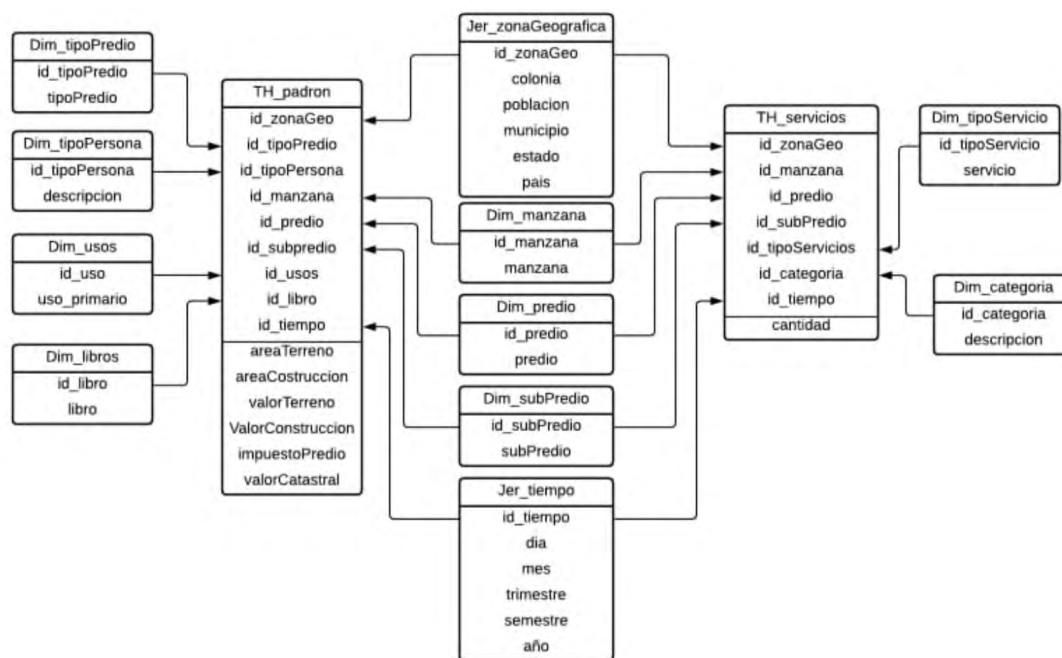 Dim_tipoPredio
id_tipoPredio
tipoPredio
Dim_tipoPersona
id_tipoPersona
descripcion
Dim_usos
id_uso
uso_primario
Dim_libros
id_libro
libro
TH_padron
id_zonaGeo
id_tipoPredio
id_tipoPersona
id_manzana
id_predio
id_subpredio
id_usos
id_libro
id_tiempo
areaTerreno
areaCostruccion
valorTerreno
ValorConstruccion
impuestoPredio
valorCatastral
Jer_zonaGeografica
id_zonaGeo
colonia
poblacion
municipio
estado
pais
Dim_manzana
id_manzana
manzana
Dim_predio
id_predio
predio
Dim_subPredio
id_subPredio
subPredio
Jer_tiempo
id_tiempo
dia
mes
trimestre
semestre
año
TH_servicios
id_zonaGeo
id_manzana
id_predio
id_subPredio
id_tipoServicios
id_categoria
id_tiempo
cantidad
Dim_tipoServicio
id_tipoServicio
servicio
Dim_categoria
id_categoria
descripcion